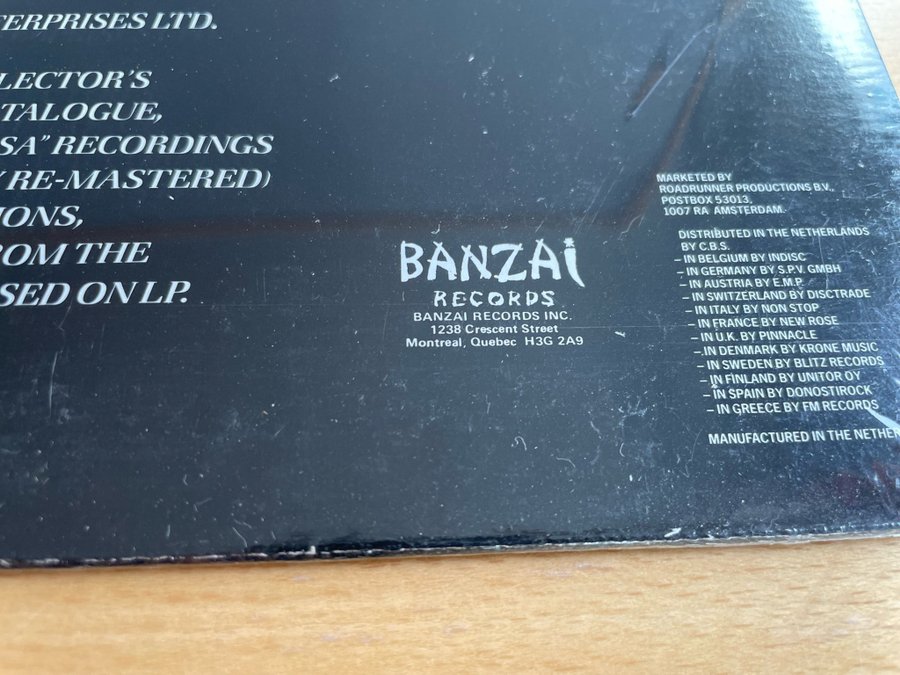 ERPRISES LTD.
LECTOR'S
TALOGUE,
SA" RECORDINGS
Y RE-MASTERED)
IONS,
OM THE
SED ON LP.
BANZAI
RECORDS
BANZAI RECORDS INC.
1238 Crescent Street
Montreal, Quebec H3G 2A9
MARKETED BY
ROADRUNNER PRODUCTIONS B.V.,
POSTBOX 53013,
1007 RA AMSTERDAM.
DISTRIBUTED IN THE NETHERLANDS
BY C.B.S.
– IN BELGIUM BY INDISC
– IN GERMANY BY S.P.V. GMBH
– IN AUSTRIA BY E.M.P.
– IN SWITZERLAND BY DISCTRADE
– IN ITALY BY NON STOP
– IN FRANCE BY NEW ROSE
– IN U.K. BY PINNACLE
– IN DENMARK BY KRONE MUSIC
– IN SWEDEN BY BLITZ RECORDS
– IN FINLAND BY UNITOR OY
– IN SPAIN BY DONOSTIROCK
– IN GREECE BY FM RECORDS
MANUFACTURED IN THE NETHER